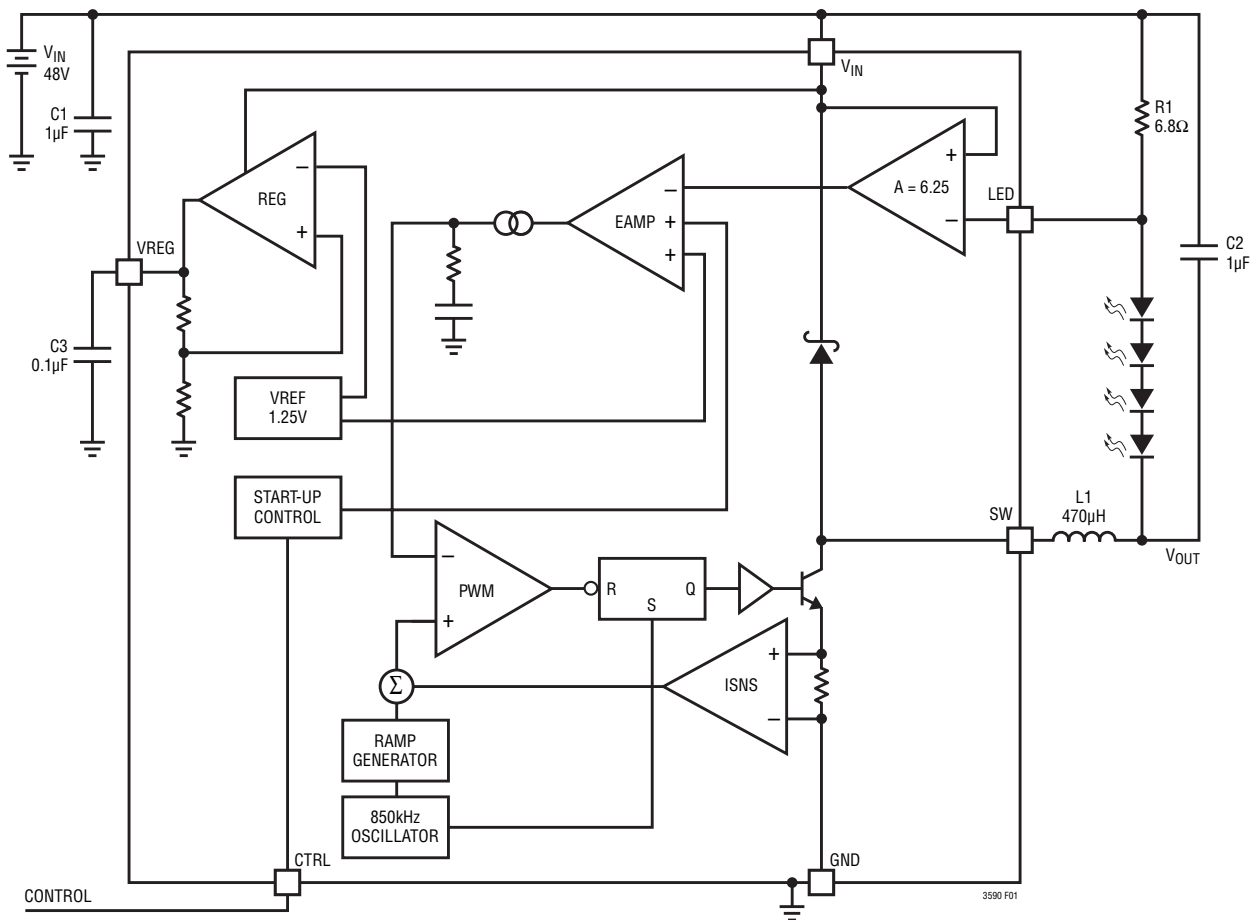 V_IN
48V
C1
1µF
V_IN
R1
6.8Ω
REG
–
+
EAMP
–
+
+
A = 6.25
+
–
LED
C2
1µF
VREG
C3
0.1µF
VREF
1.25V
START-UP
CONTROL
SW
L1
470µH
V_OUT
PWM
–
+
R
S
Q
ISNS
+
–
Σ
RAMP
GENERATOR
850kHz
OSCILLATOR
CTRL
GND
CONTROL
3590 F01